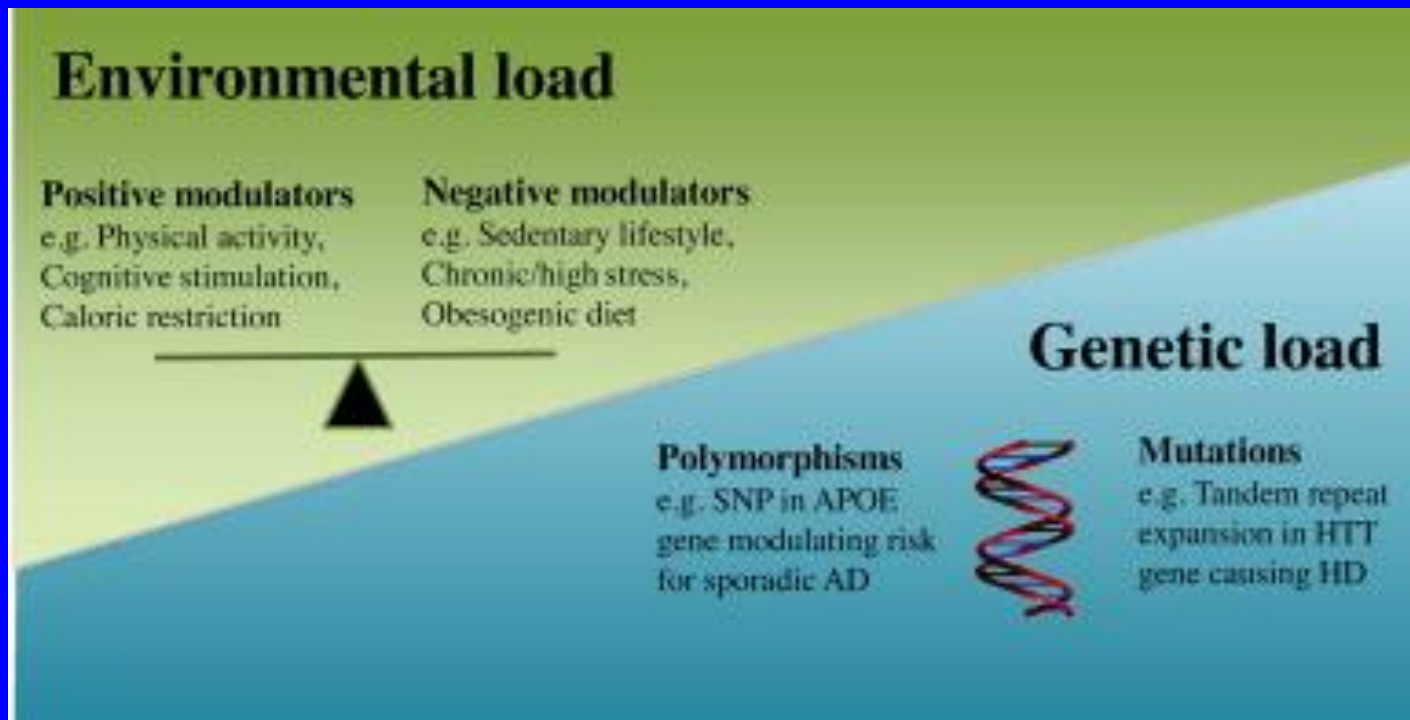 Environmental load
Positive modulators
e.g. Physical activity,
Cognitive stimulation,
Caloric restriction
Negative modulators
e.g. Sedentary lifestyle,
Chronic/high stress,
Obesogenic diet
Genetic load
Polymorphisms
e.g. SNP in APOE
gene modulating risk
for sporadic AD
Mutations
e.g. Tandem repeat
expansion in HTT
gene causing HD